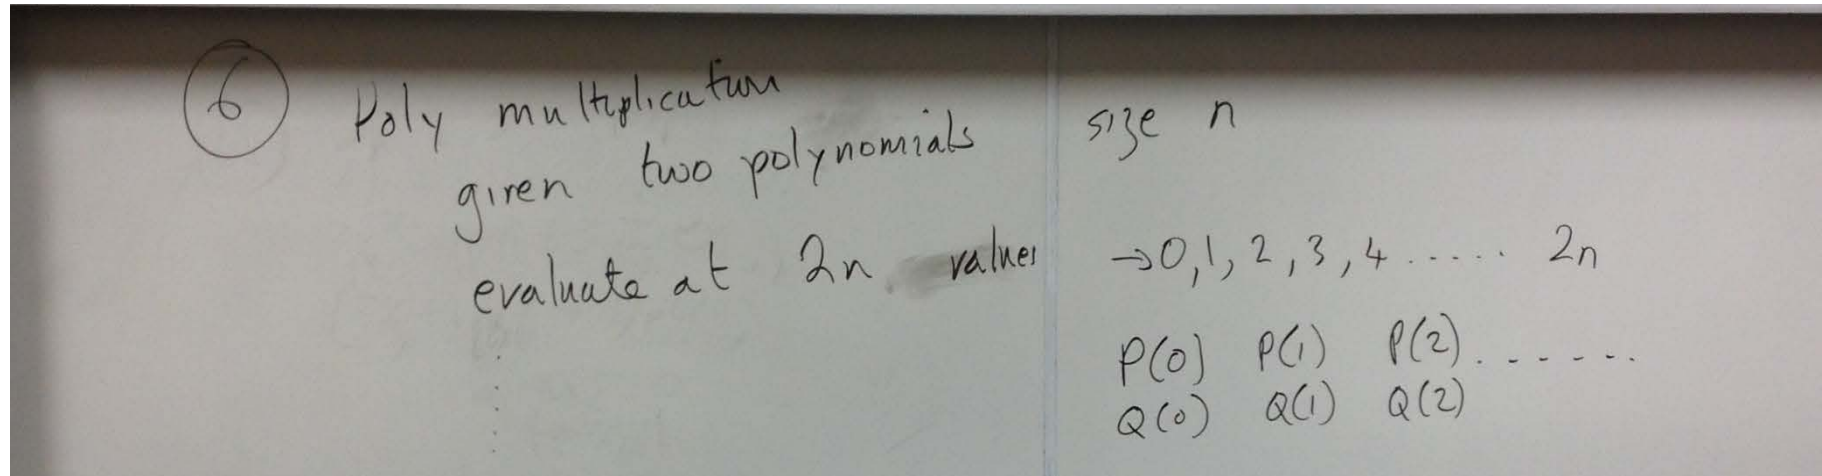 6 Poly multiplication
given two polynomials size n
evaluate at 2n values → 0, 1, 2, 3, 4 ..... 2n
P(0) P(1) P(2) ......
Q(0) Q(1) Q(2)